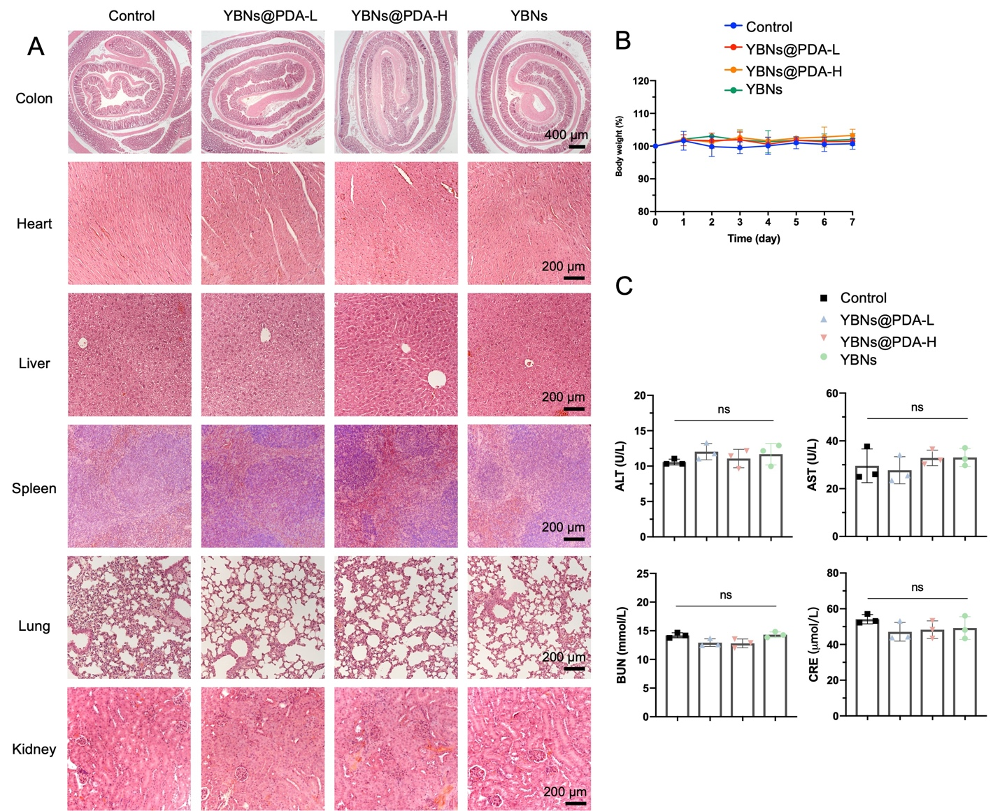 A
Control
YBNs@PDA-L
YBNs@PDA-H
YBNs
Colon
400 µm
Heart
200 µm
Liver
200 µm
Spleen
200 µm
Lung
200 µm
Kidney
200 µm
B
Control
YBNs@PDA-L
YBNs@PDA-H
YBNs
120
110
100
90
80
Body weight (%)
0 1 2 3 4 5 6 7
Time (day)
C
Control
YBNs@PDA-L
YBNs@PDA-H
YBNs
20
15
10
5
0
ALT (U/L)
ns
60
40
20
0
AST (U/L)
ns
25
20
15
10
5
0
BUN (mmol/L)
ns
80
60
40
20
0
CRE (µmol/L)
ns